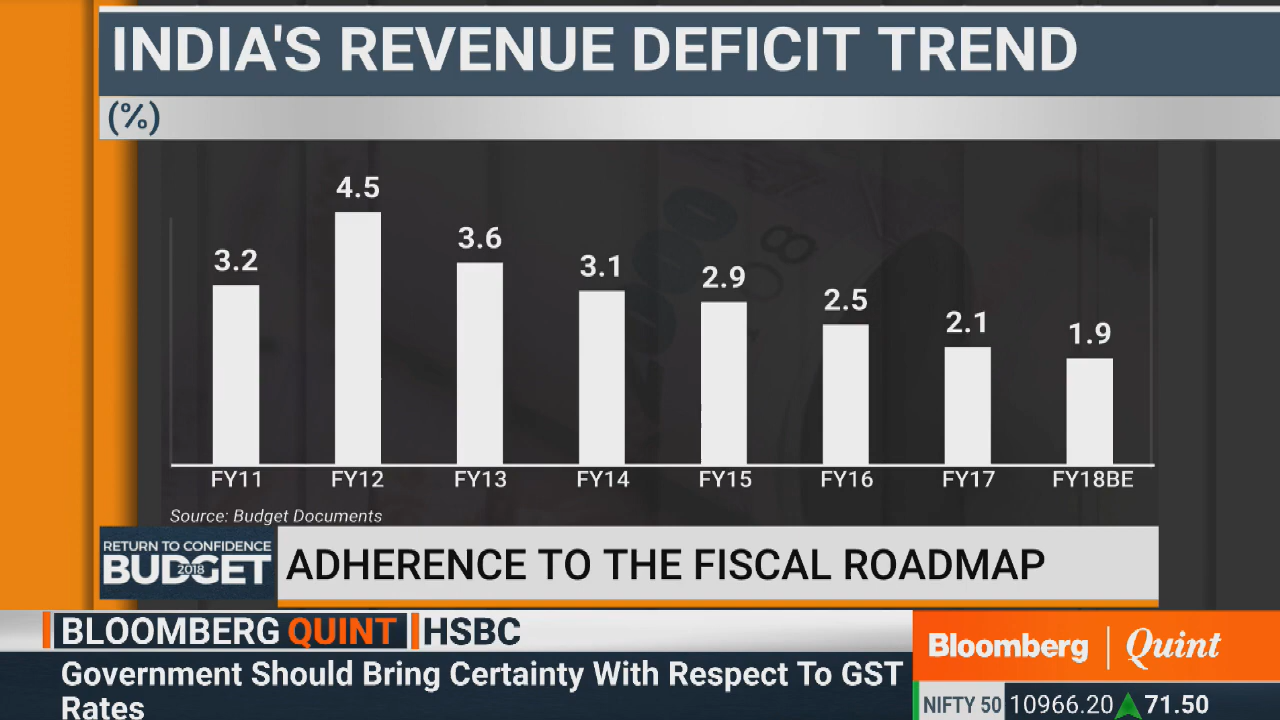 INDIA'S REVENUE DEFICIT TREND
(%)
4.5
3.6
3.2
3.1
2.9
2.5
2.1
1.9
FY11 FY12 FY13 FY14 FY15 FY16 FY17 FY18BE
Source: Budget Documents
RETURN TO CONFIDENCE
BUDGET
2018
ADHERENCE TO THE FISCAL ROADMAP
BLOOMBERG QUINT HSBC
Government Should Bring Certainty With Respect To GST
Rates
Bloomberg | Quint
NIFTY 50 10966.20 71.50